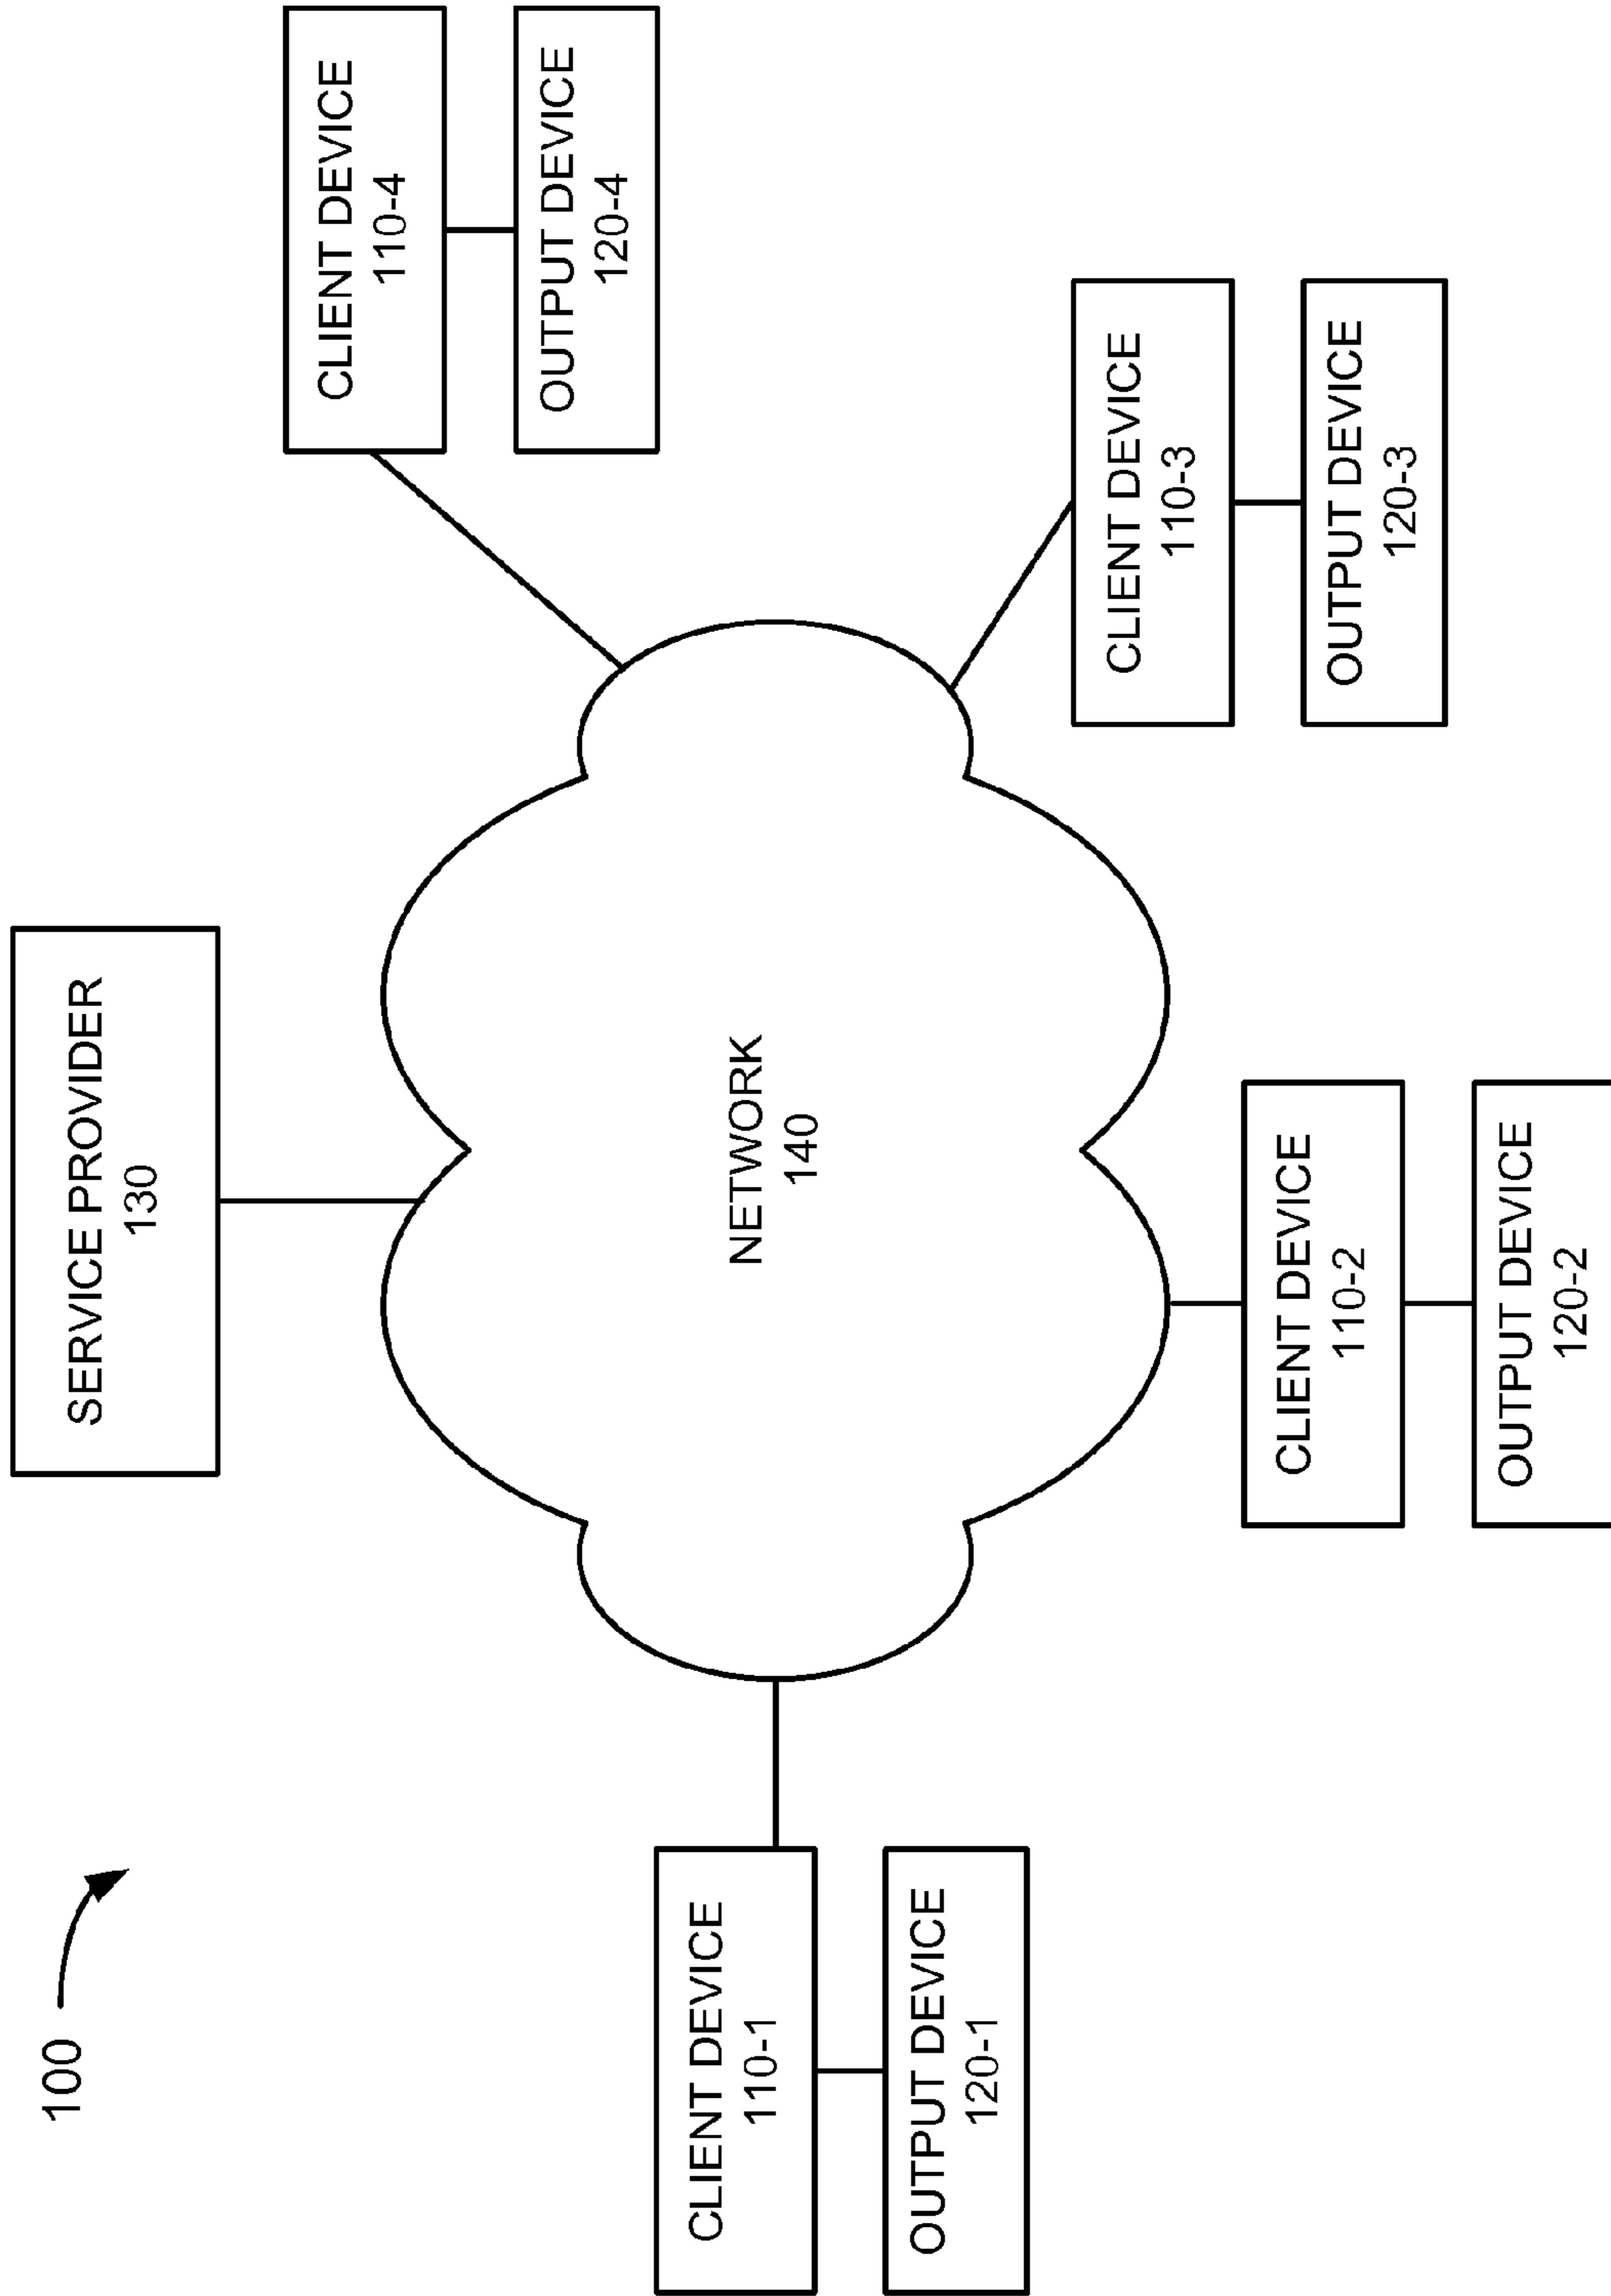 100
SERVICE PROVIDER
130
CLIENT DEVICE
110-4
OUTPUT DEVICE
120-4
NETWORK
140
CLIENT DEVICE
110-1
OUTPUT DEVICE
120-1
CLIENT DEVICE
110-2
OUTPUT DEVICE
120-2
CLIENT DEVICE
110-3
OUTPUT DEVICE
120-3